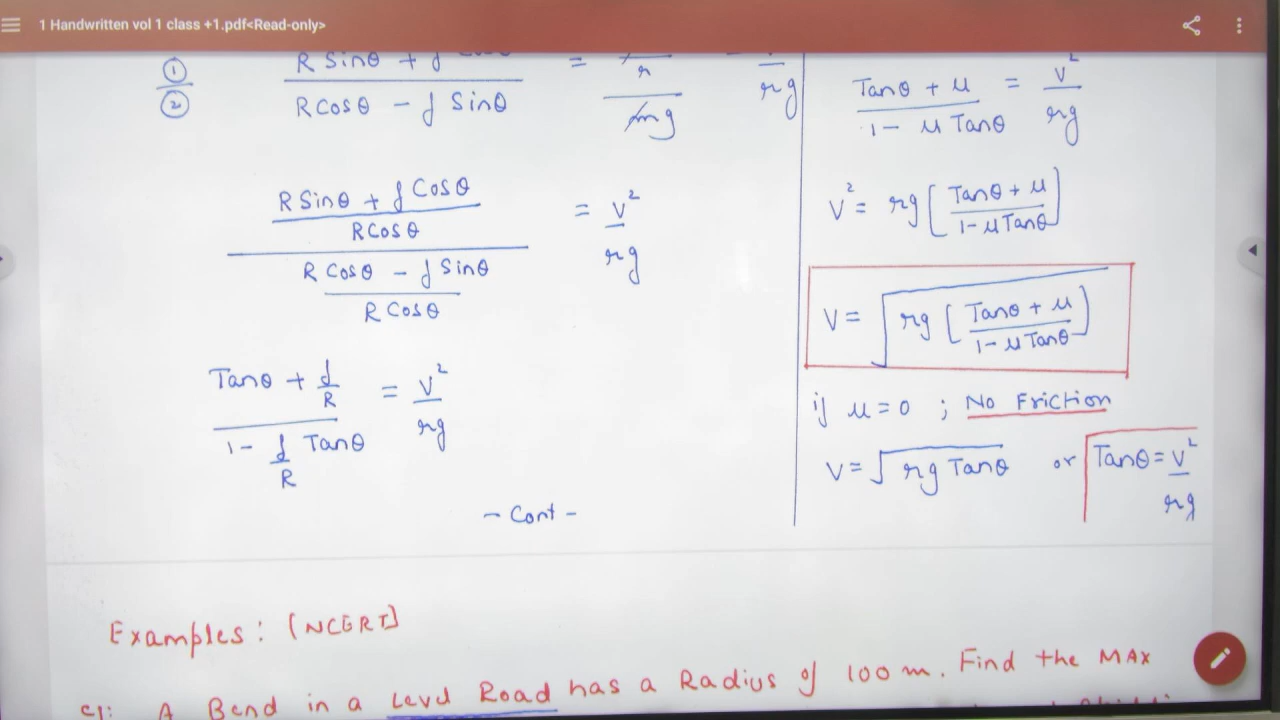 1 Handwritten vol 1 class +1.pdf<Read-only>
①/② (R Sinθ + f) / (R Cosθ - f Sinθ) = / r / mg / rg
(R Sinθ + f Cosθ / R Cosθ) / (R Cosθ - f Sinθ / R Cosθ) = v² / rg
(Tanθ + f/R) / (1 - f/R Tanθ) = v² / rg
- Cont -
(Tanθ + μ) / (1 - μ Tanθ) = v² / rg
V² = rg [(Tanθ + μ) / (1 - μ Tanθ)]
V = √(rg [(Tanθ + μ) / (1 - μ Tanθ)])
if μ = 0 ; No Friction
V = √(rg Tanθ) or Tanθ = v² / rg
Examples: [NCERT]
A Bend in a Level Road has a Radius of 100 m. Find the MAX